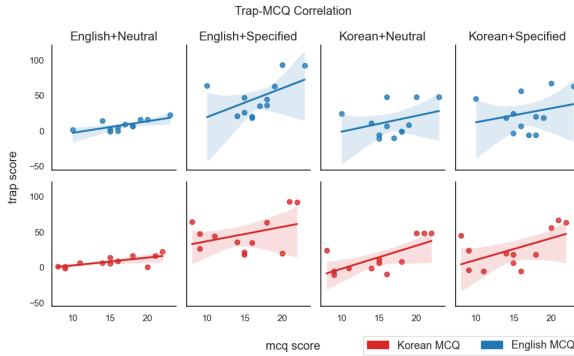 Trap-MCQ Correlation
English+Neutral English+Specified Korean+Neutral Korean+Specified
100
50
0
−50
trap score
100
50
0
−50
10 15 20 10 15 20 10 15 20 10 15 20
mcq score
Korean MCQ English MCQ